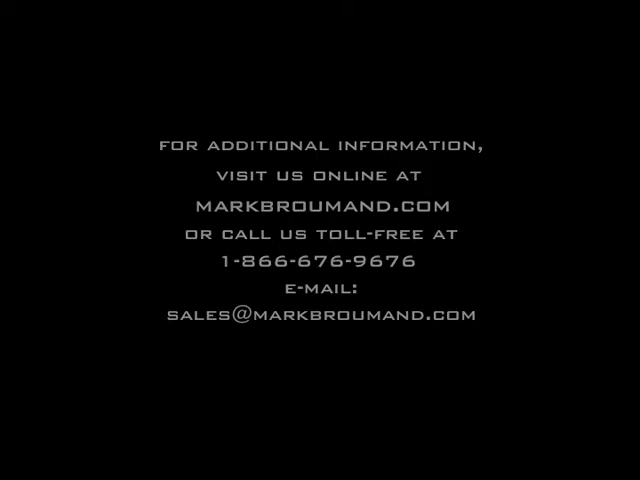 FOR ADDITIONAL INFORMATION,
VISIT US ONLINE AT
MARKBROUMAND.COM
OR CALL US TOLL-FREE AT
1-866-676-9676
E-MAIL:
SALES@MARKBROUMAND.COM